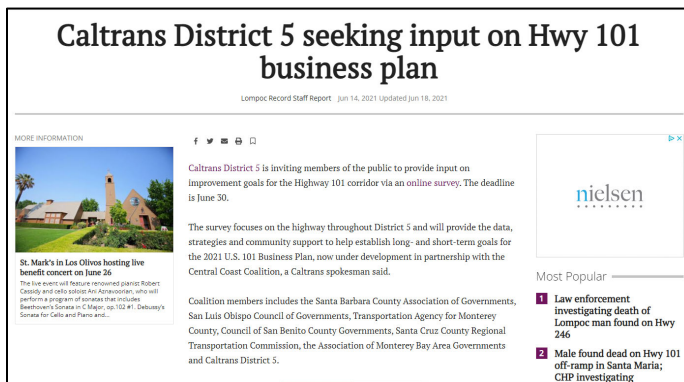 Caltrans District 5 seeking input on Hwy 101
business plan
Lompoc Record Staff Report Jun 14, 2021 Updated Jun 18, 2021
MORE INFORMATION
St. Mark's in Los Olivos hosting live
benefit concert on June 26
The live event will feature renowned pianist Robert
Cassidy and cello soloist Ani Aznavoorian, who will
perform a program of sonatas that includes
Beethoven's Sonata in C Major, op.102 #1. Debussy's
Sonata for Cello and Piano and...
Caltrans District 5 is inviting members of the public to provide input on
improvement goals for the Highway 101 corridor via an online survey. The deadline
is June 30.
The survey focuses on the highway throughout District 5 and will provide the data,
strategies and community support to help establish long- and short-term goals for
the 2021 U.S. 101 Business Plan, now under development in partnership with the
Central Coast Coalition, a Caltrans spokesman said.
Coalition members includes the Santa Barbara County Association of Governments,
San Luis Obispo Council of Governments, Transportation Agency for Monterey
County, Council of San Benito County Governments, Santa Cruz County Regional
Transportation Commission, the Association of Monterey Bay Area Governments
and Caltrans District 5.
nielsen
Most Popular
1 Law enforcement
investigating death of
Lompoc man found on Hwy
246
2 Male found dead on Hwy 101
off-ramp in Santa Maria;
CHP investigating